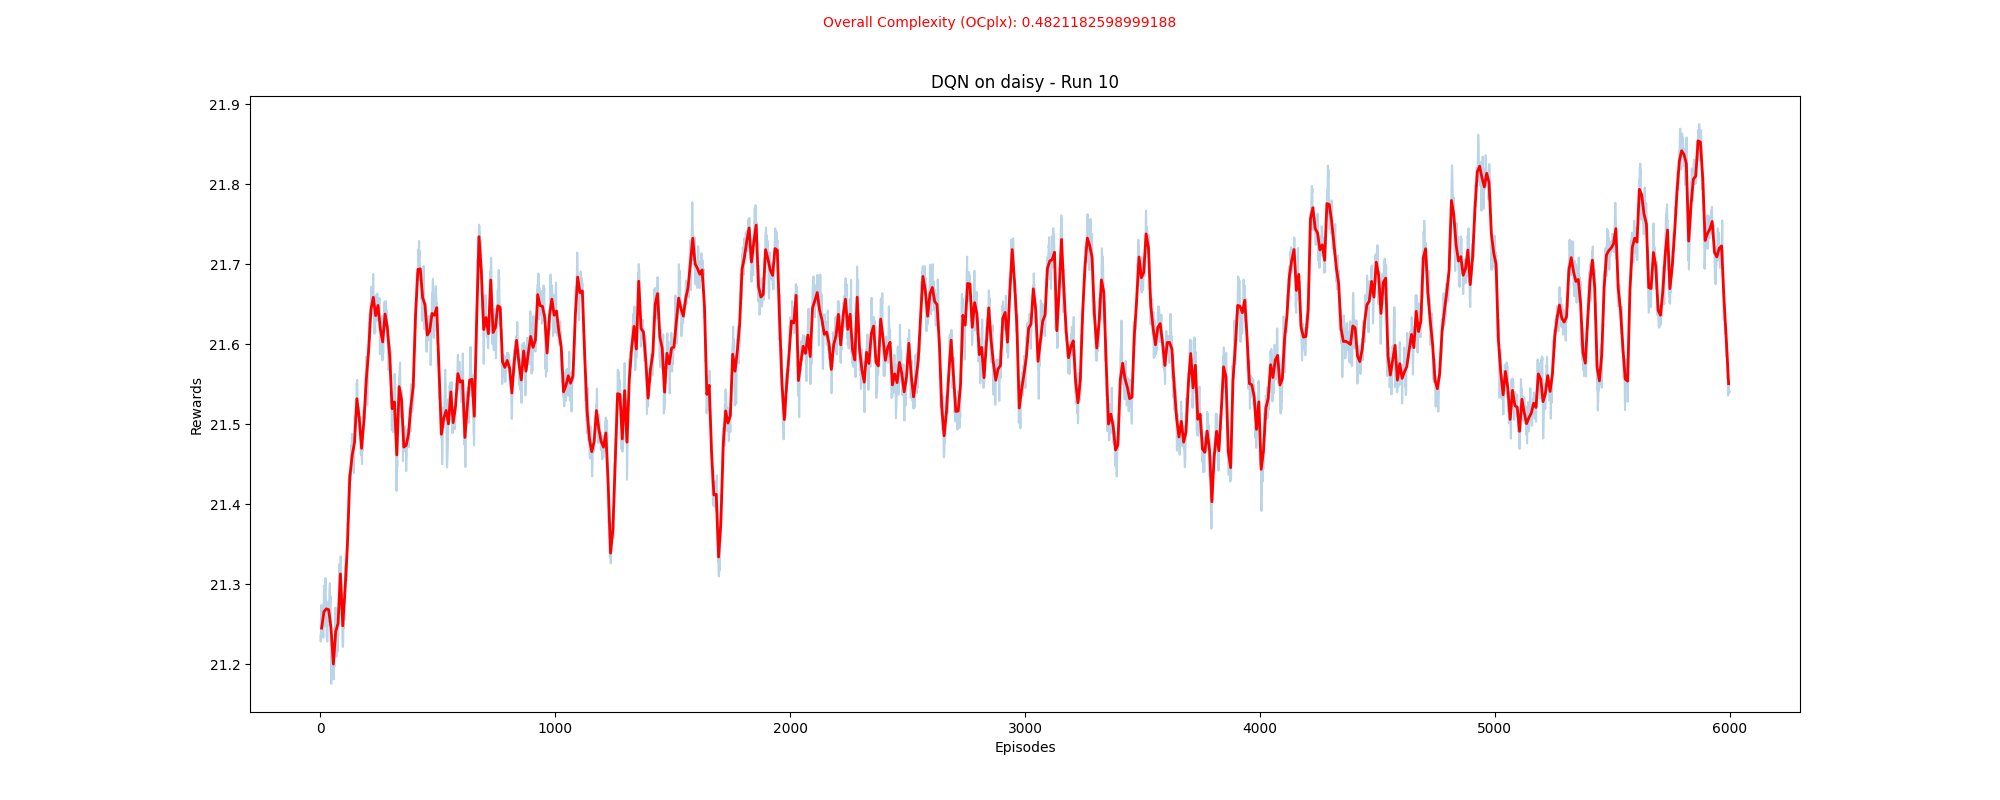 Overall Complexity (OCplx): 0.4821182598999188
DQN on daisy - Run 10
21.9
21.8
21.7
21.6
21.5
21.4
21.3
21.2
Rewards
0 1000 2000 3000 4000 5000 6000
Episodes